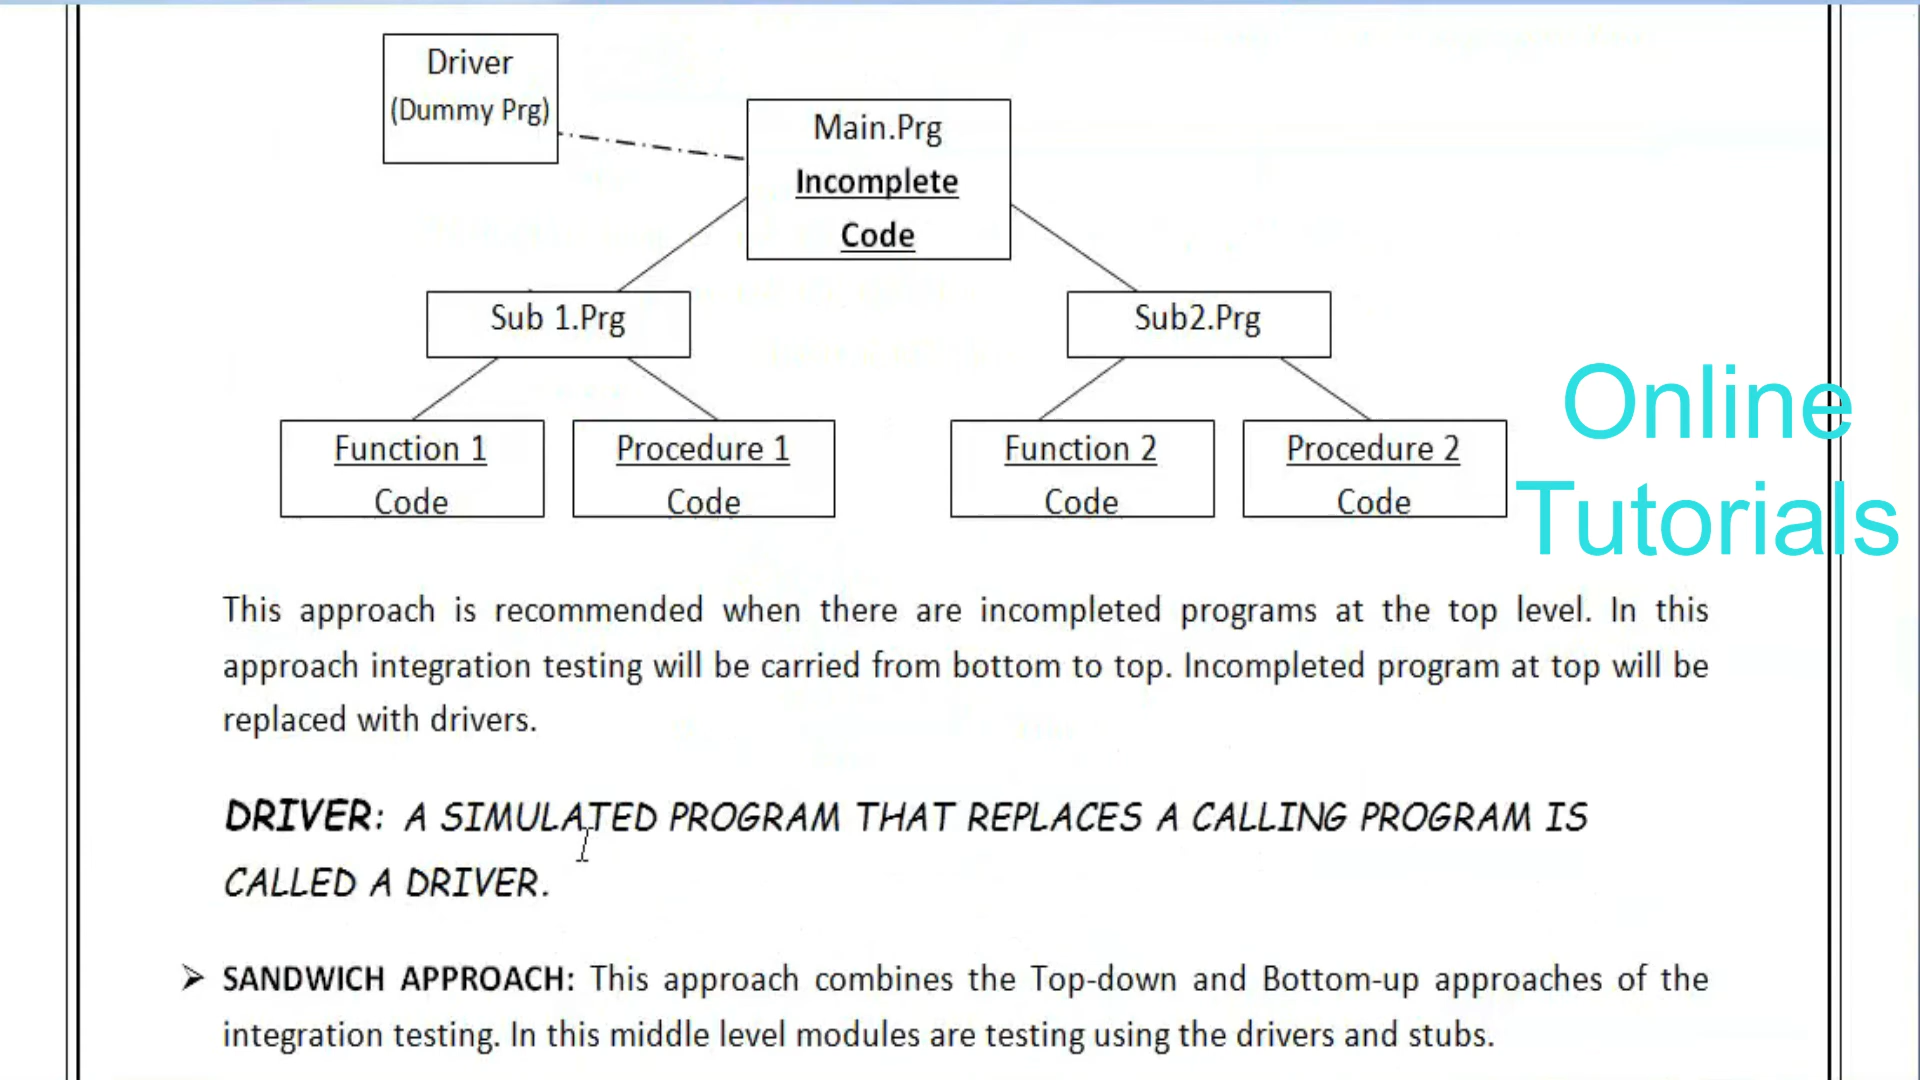 Driver
(Dummy Prg)
Main.Prg
Incomplete
Code
Sub 1.Prg
Sub2.Prg
Function 1
Code
Procedure 1
Code
Function 2
Code
Procedure 2
Code
Online
Tutorials
This approach is recommended when there are incompleted programs at the top level. In this
approach integration testing will be carried from bottom to top. Incompleted program at top will be
replaced with drivers.
DRIVER: A SIMULATED PROGRAM THAT REPLACES A CALLING PROGRAM IS
CALLED A DRIVER.
➢ SANDWICH APPROACH: This approach combines the Top-down and Bottom-up approaches of the
integration testing. In this middle level modules are testing using the drivers and stubs.